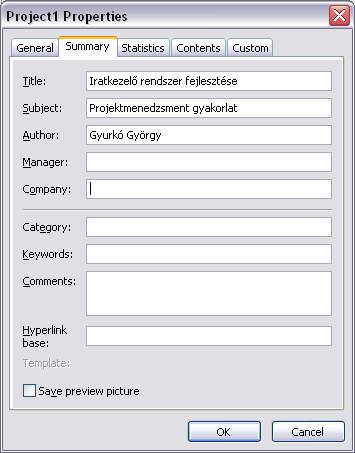 Project1 Properties
General Summary Statistics Contents Custom
Title: Iratkezelő rendszer fejlesztése
Subject: Projektmenedzsment gyakorlat
Author: Gyurkó György
Manager:
Company:
Category:
Keywords:
Comments:
Hyperlink
base:
Template:
Save preview picture
OK Cancel